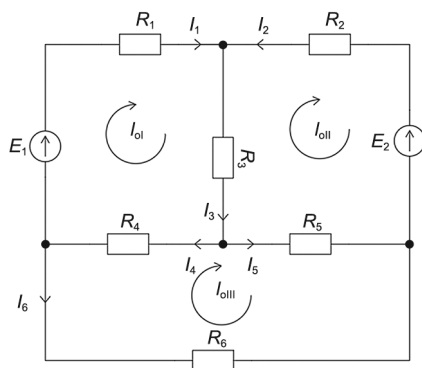 R1 I1 I2 R2
E1 IoI R3 IoII E2
I3
R4 R5
I4 I5
I6 IoIII
R6